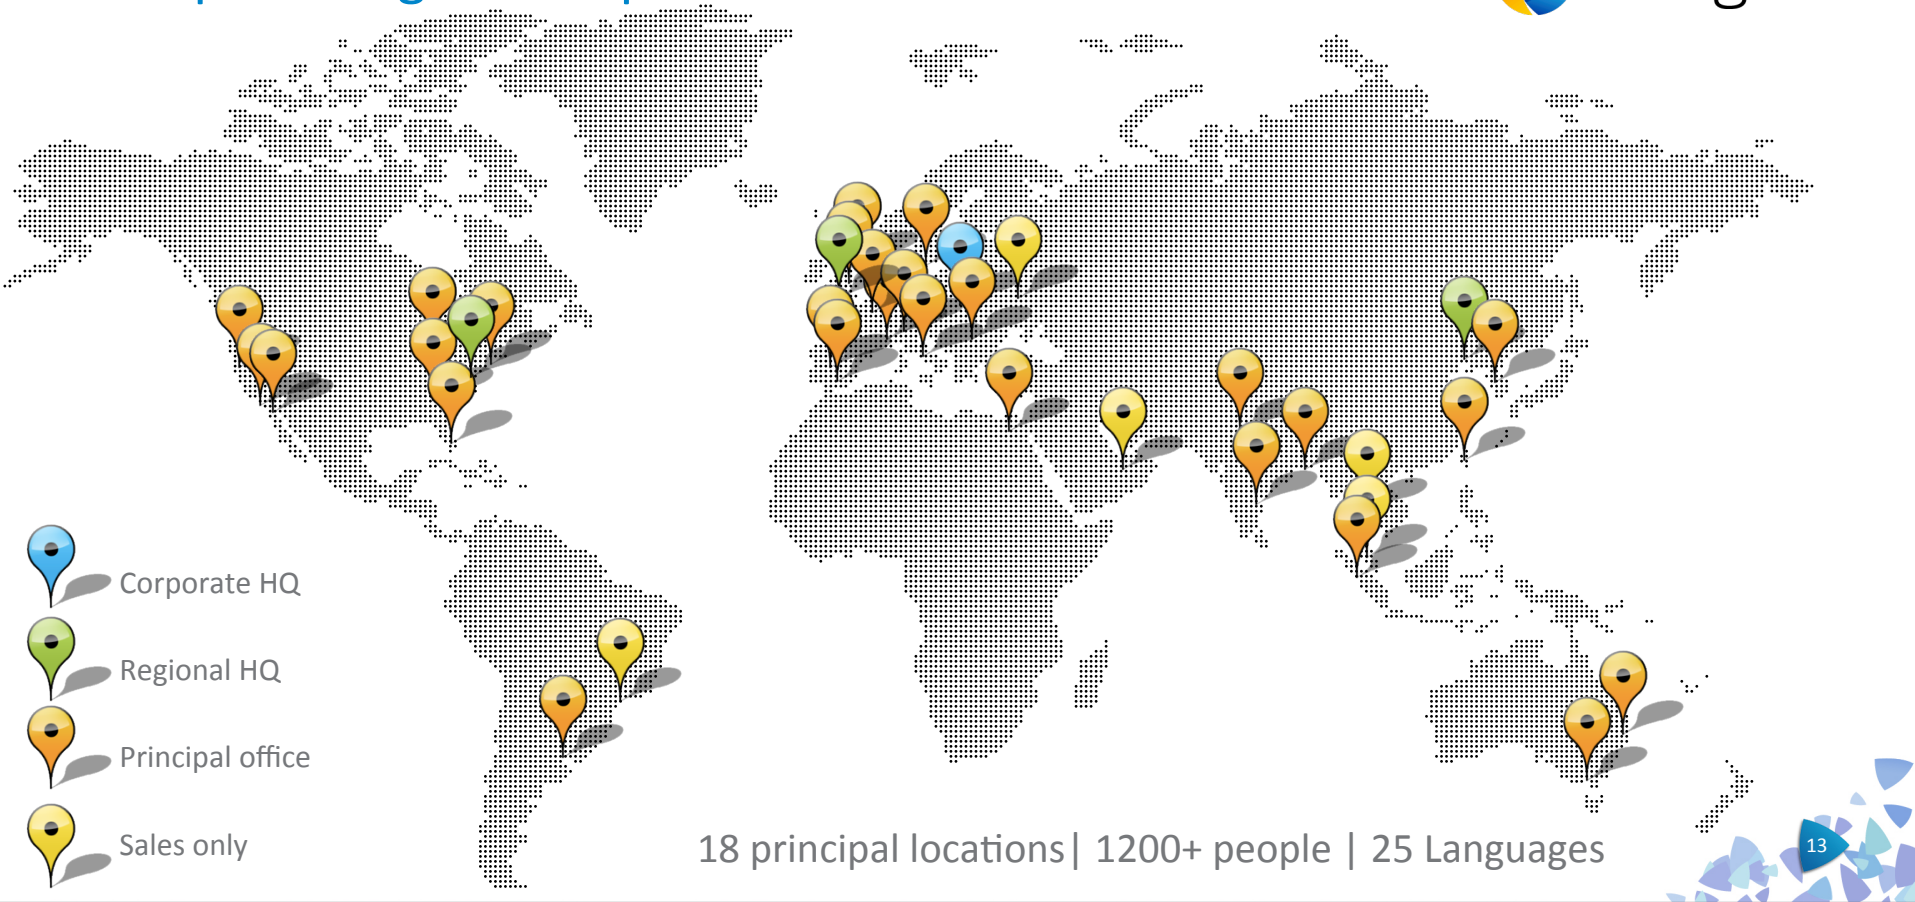 Corporate HQ
Regional HQ
Principal office
Sales only
18 principal locations| 1200+ people | 25 Languages
13